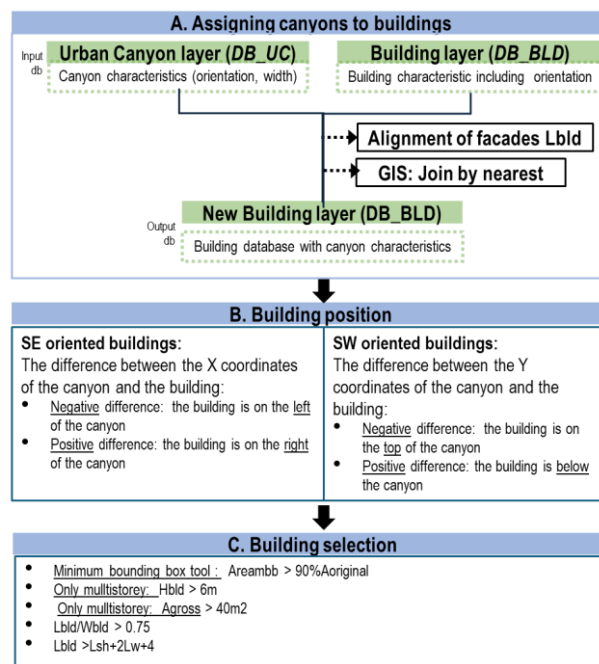 A. Assigning canyons to buildings
Input
db
Urban Canyon layer (DB_UC)
Canyon characteristics (orientation, width)
Building layer (DB_BLD)
Building characteristic including orientation
Alignment of facades Lbld
GIS: Join by nearest
Output
db
New Building layer (DB_BLD)
Building database with canyon characteristics
B. Building position
SE oriented buildings:
The difference between the X coordinates
of the canyon and the building:
• Negative difference: the building is on the left
of the canyon
• Positive difference: the building is on the right
of the canyon
SW oriented buildings:
The difference between the Y
coordinates of the canyon and the
building:
• Negative difference: the building is on
the top of the canyon
• Positive difference: the building is below
the canyon
C. Building selection
• Minimum bounding box tool : Areambb > 90%Aoriginal
• Only mulltistorey: Hbld > 6m
• Only mulltistorey: Agross > 40m2
• Lbld/Wbld > 0.75
• Lbld >Lsh+2Lw+4